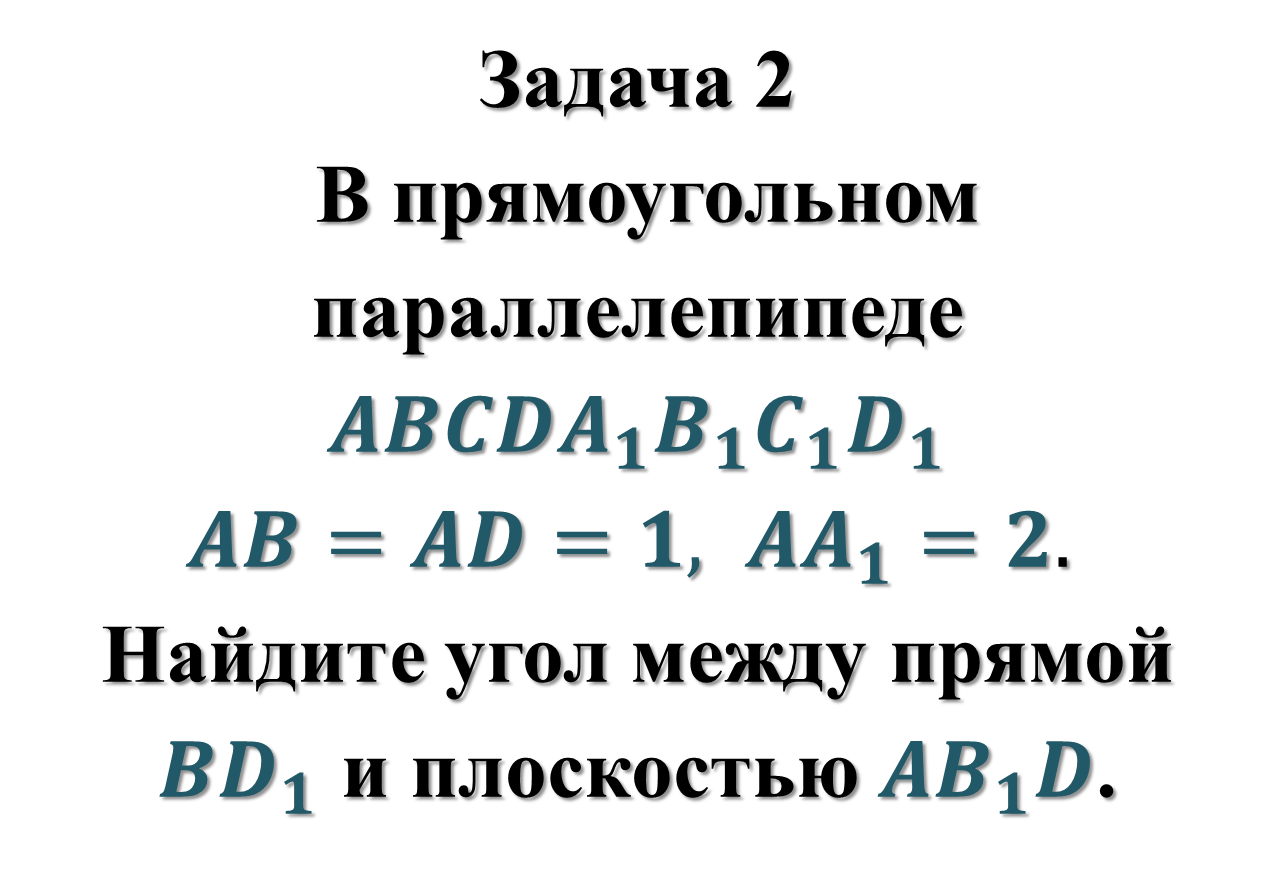 Задача 2
В прямоугольном
параллелепипеде
ABCDA₁B₁C₁D₁
AB = AD = 1, AA₁ = 2.
Найдите угол между прямой
BD₁ и плоскостью AB₁D.